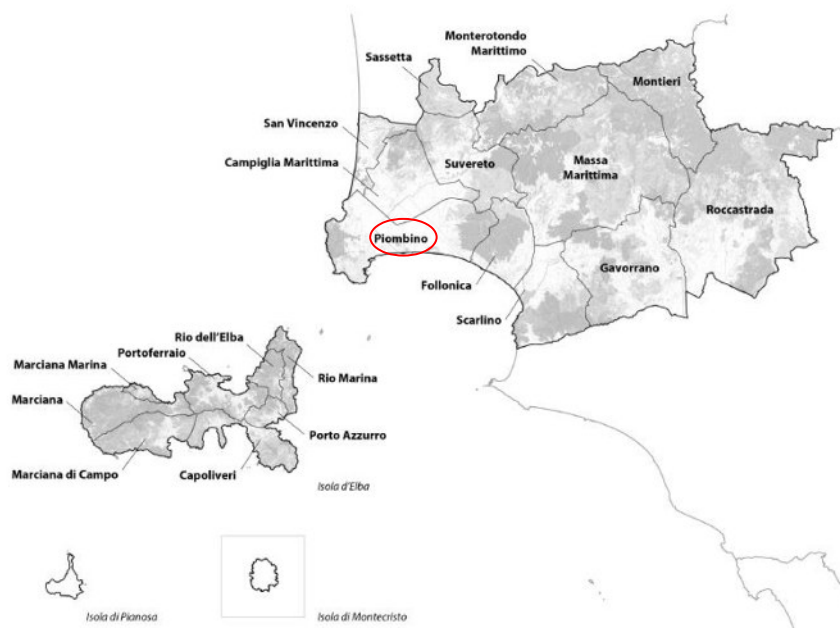 Monterotondo
Marittimo
Sassetta
Montieri
San Vincenzo
Campiglia Marittima
Suvereto
Massa
Marittima
Roccastrada
Piombino
Gavorrano
Follonica
Scarlino
Rio dell'Elba
Portoferraio
Marciana Marina
Rio Marina
Marciana
Porto Azzurro
Marciana di Campo
Capoliveri
Isola d'Elba
Isola di Pianosa
Isola di Montecristo